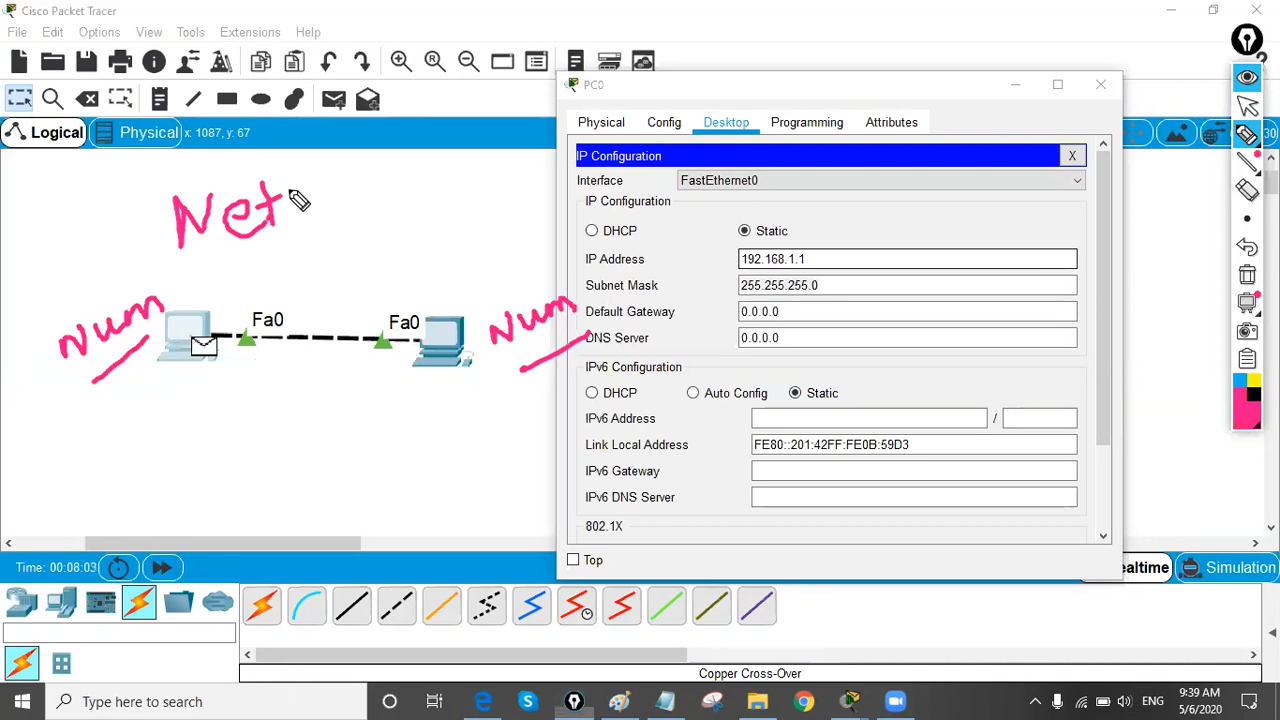 Cisco Packet Tracer
File Edit Options View Tools Extensions Help
Logical Physical x: 1087, y: 67
Net
Num
Fa0
Fa0
Num
PC0
Physical Config Desktop Programming Attributes
IP Configuration X
Interface FastEthernet0
IP Configuration
DHCP Static
IP Address 192.168.1.1
Subnet Mask 255.255.255.0
Default Gateway 0.0.0.0
DNS Server 0.0.0.0
IPv6 Configuration
DHCP Auto Config Static
IPv6 Address /
Link Local Address FE80::201:42FF:FE0B:59D3
IPv6 Gateway
IPv6 DNS Server
802.1X
Top
30
Time: 00:08:03 ealtime Simulation
Copper Cross-Over
Type here to search
ENG
9:39 AM
5/6/2020